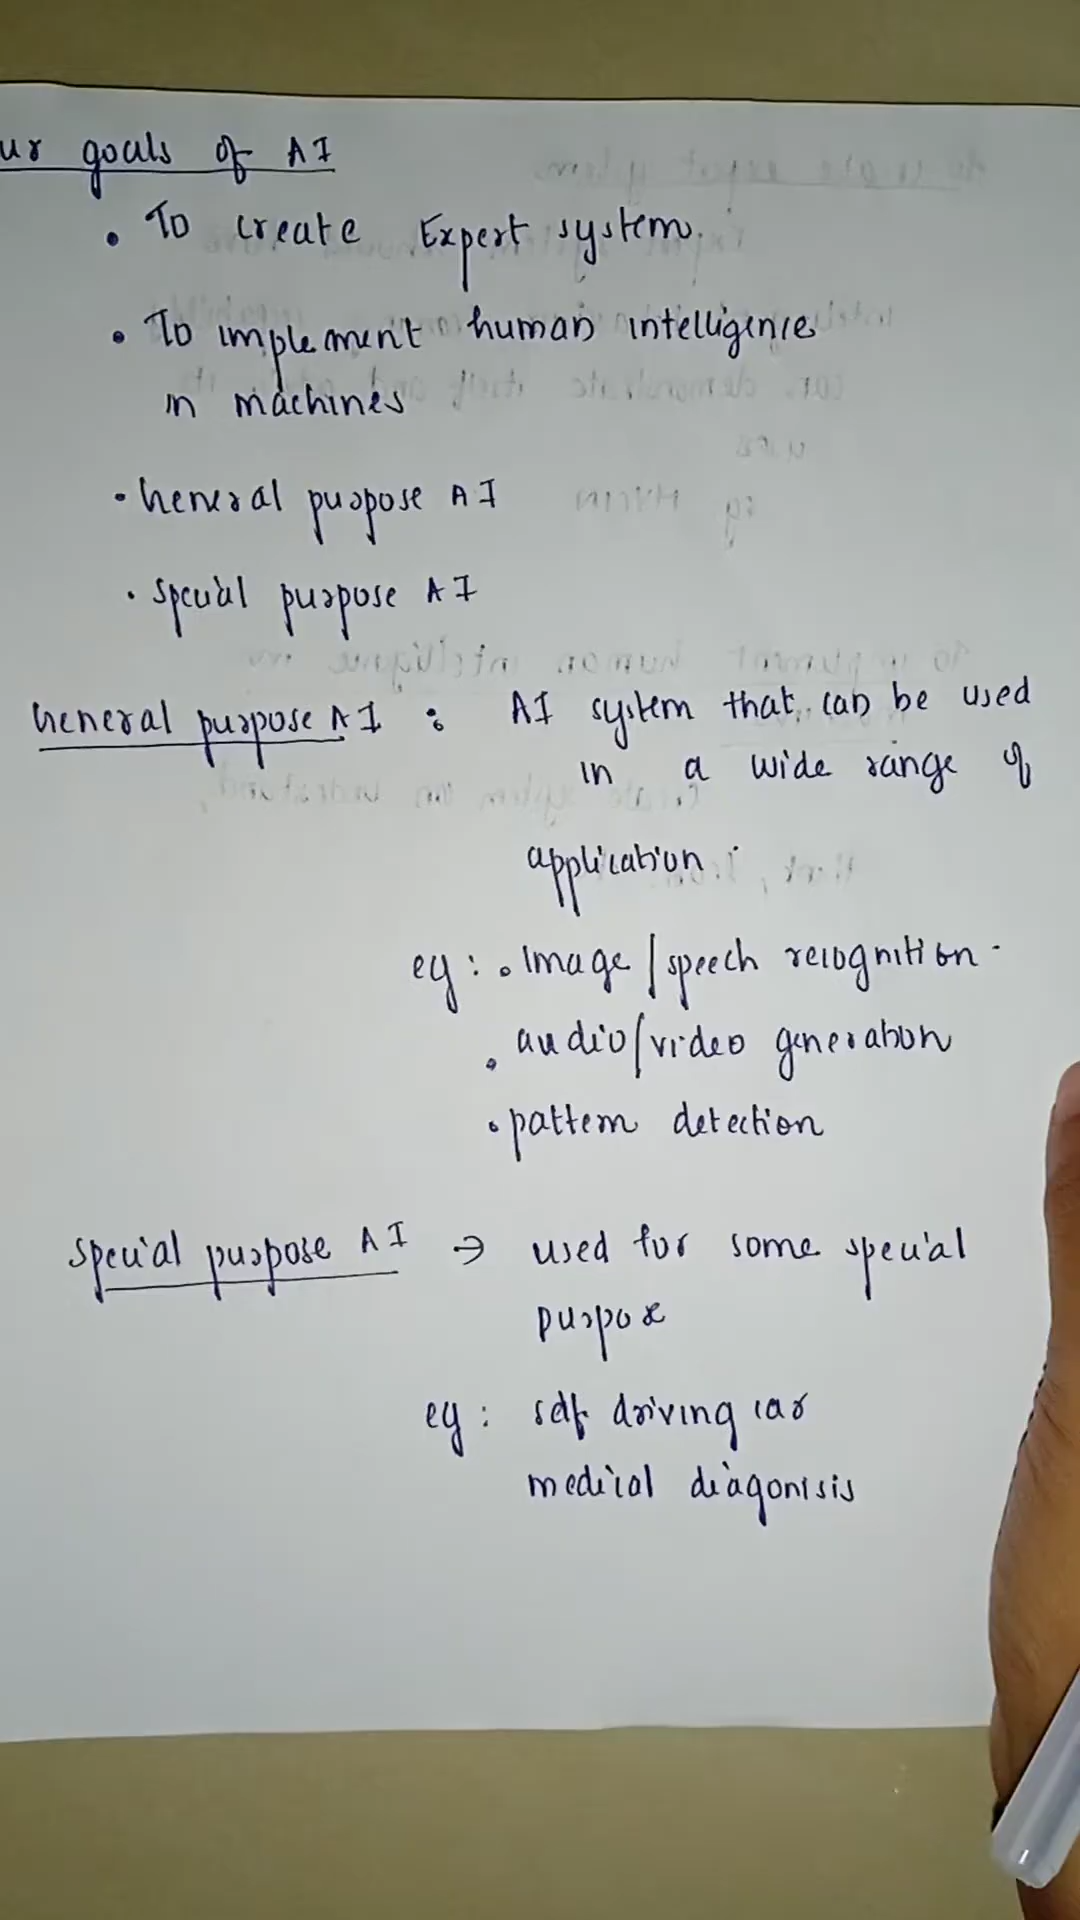 ur goals of AI
• To create Expert system.
• To implement human intelligence
in machines
• General purpose AI
• Special purpose AI
General purpose AI : AI system that can be used
in a wide range of
application.
eg: • Image/speech recognition.
• audio/video generation
• pattern detection
Special purpose AI → used for some special
purpose
eg: self driving car
medical diagonisis